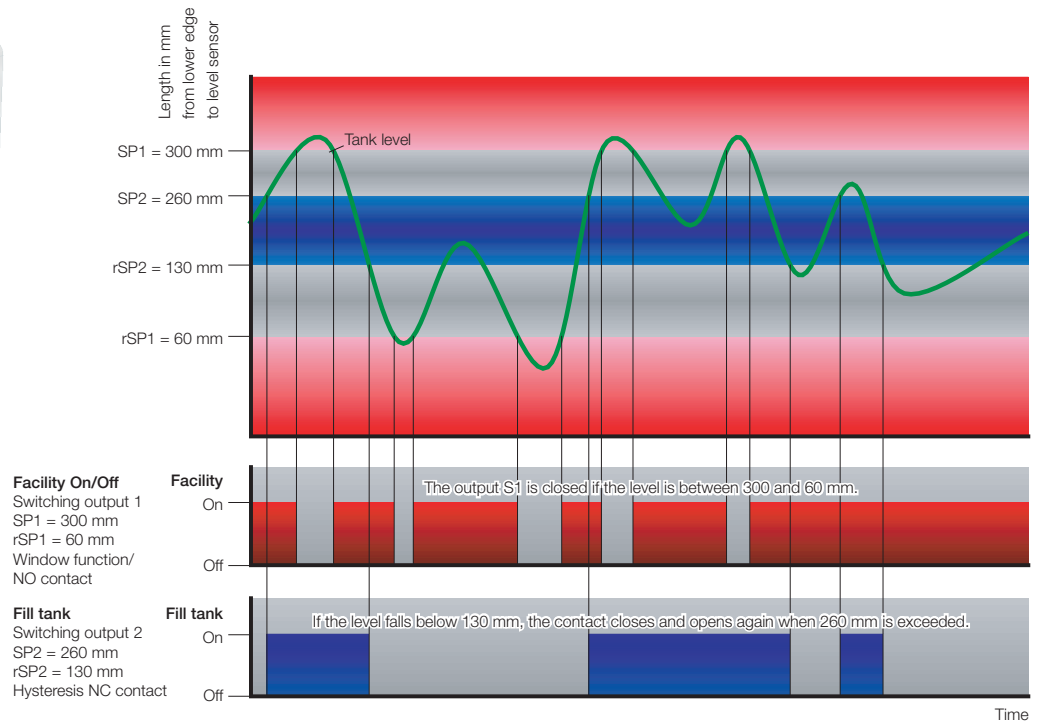 Length in mm
from lower edge
to level sensor
Tank level
SP1 = 300 mm
SP2 = 260 mm
rSP2 = 130 mm
rSP1 = 60 mm
Facility On/Off
Switching output 1
SP1 = 300 mm
rSP1 = 60 mm
Window function/
NO contact
Facility
On
Off
The output S1 is closed if the level is between 300 and 60 mm.
Fill tank
Switching output 2
SP2 = 260 mm
rSP2 = 130 mm
Hysteresis NC contact
Fill tank
On
Off
If the level falls below 130 mm, the contact closes and opens again when 260 mm is exceeded.
Time